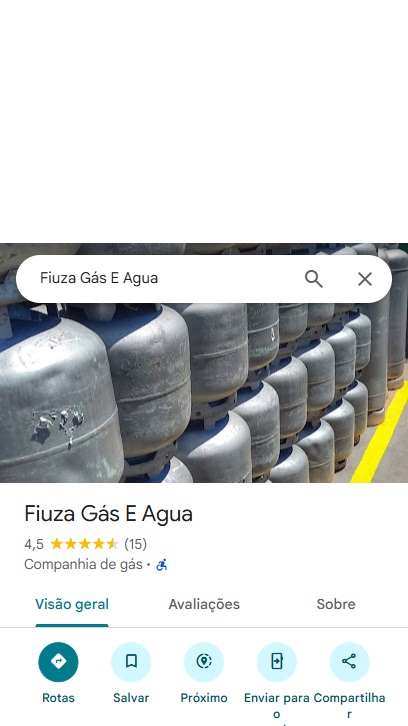 Fiuza Gás E Agua
Fiuza Gás E Agua
4,5 (15)
Companhia de gás ·
Visão geral Avaliações Sobre
Rotas Salvar Próximo Enviar para Compartilha
o r